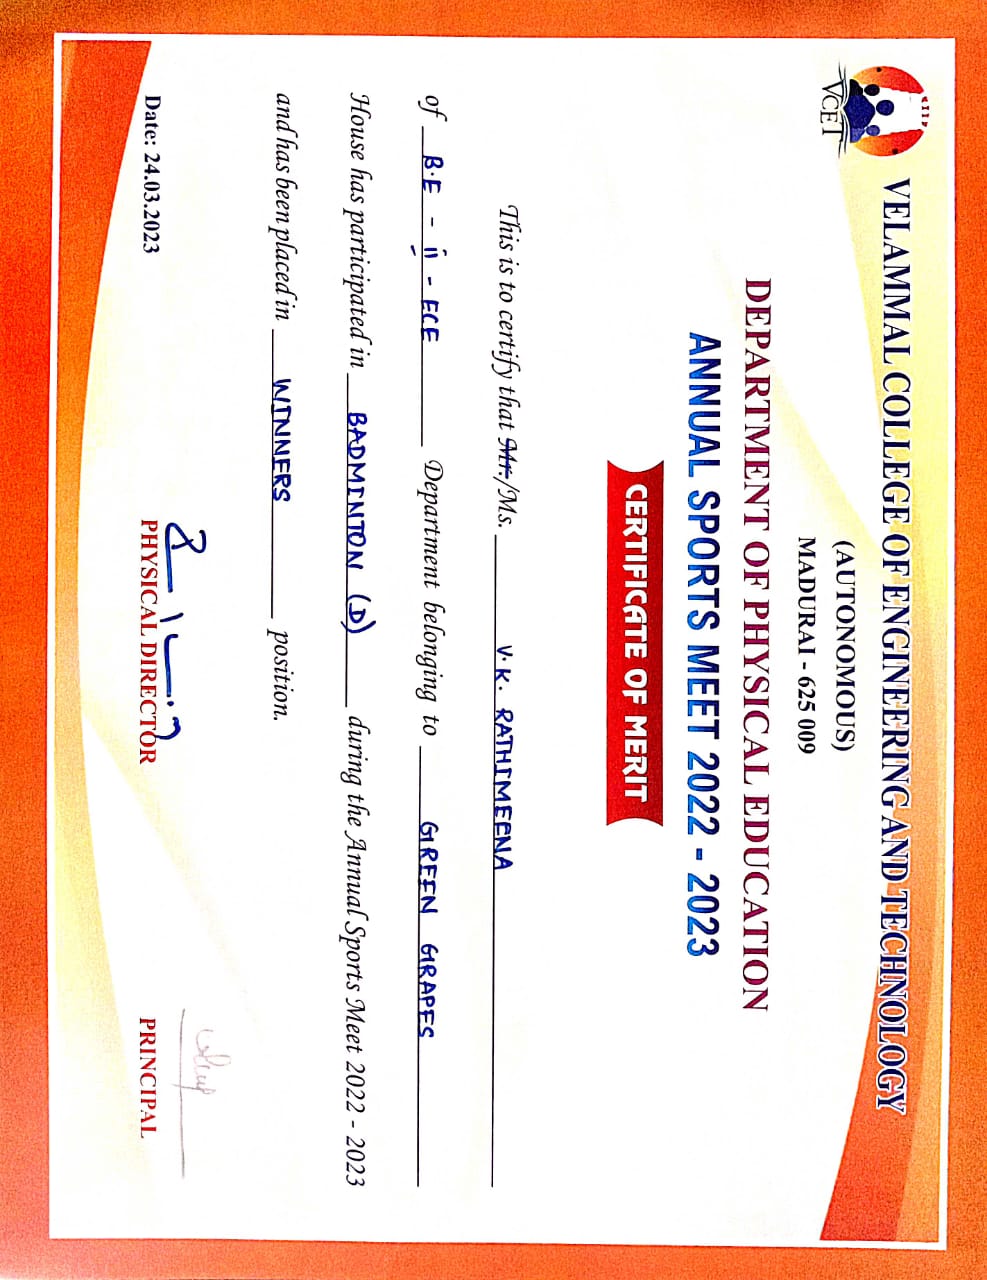 VCET
VELAMMAL COLLEGE OF ENGINEERING AND TECHNOLOGY
(AUTONOMOUS)
MADURAI - 625 009
DEPARTMENT OF PHYSICAL EDUCATION
ANNUAL SPORTS MEET 2022 - 2023
CERTIFICATE OF MERIT
This is to certify that Mr./Ms. V.K. RATHIMEENA
of B.E - II - ECE Department belonging to GREEN GRAPES
House has participated in BADMINTON (D) during the Annual Sports Meet 2022 - 2023
and has been placed in WINNERS position.
Date: 24.03.2023 PHYSICAL DIRECTOR PRINCIPAL